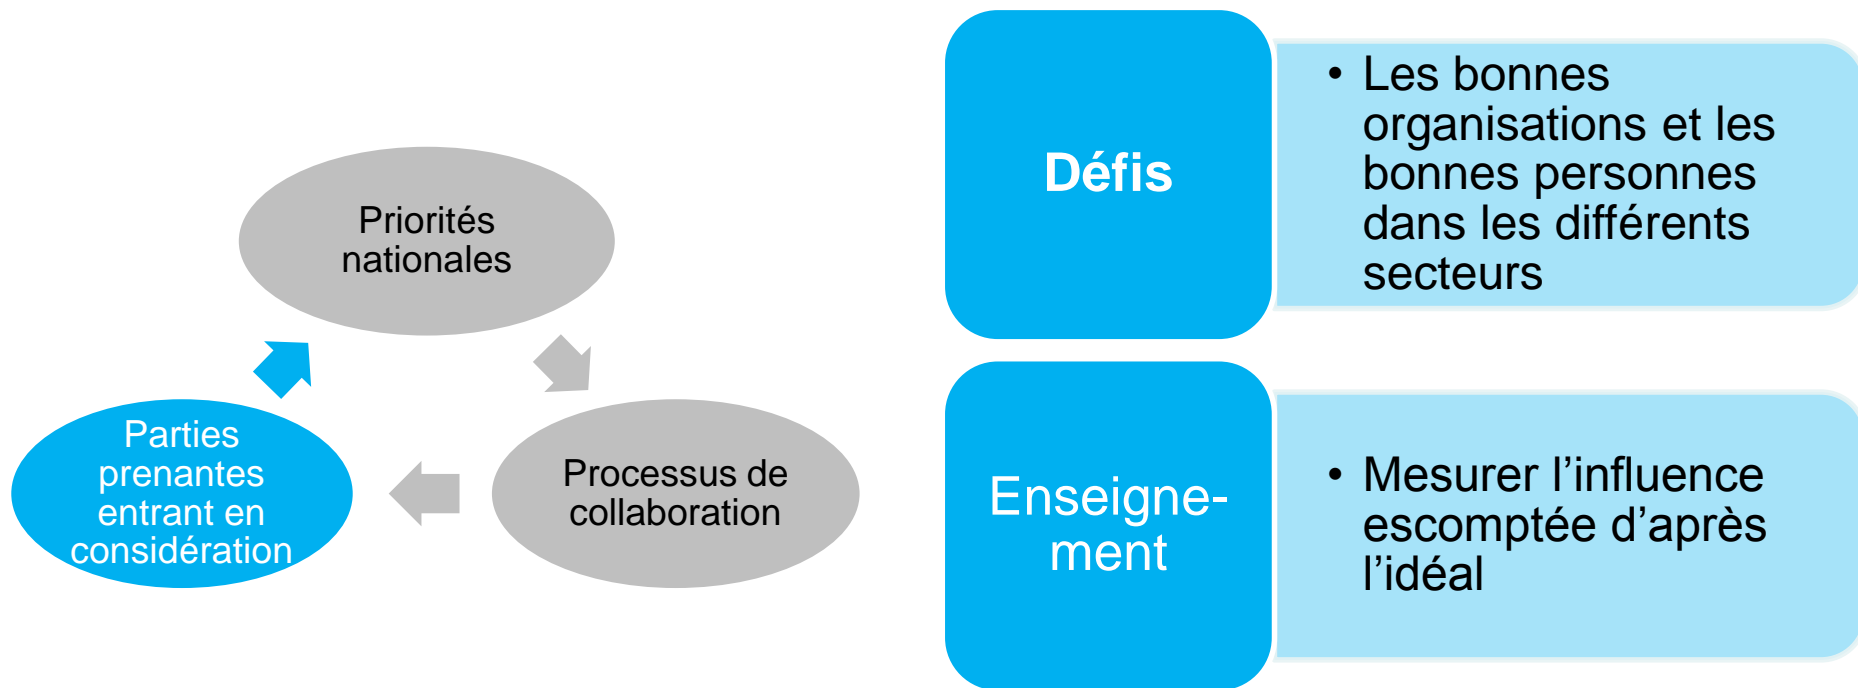 Priorités
nationales
Parties
prenantes
entrant en
considération
Processus de
collaboration
Défis
• Les bonnes
organisations et les
bonnes personnes
dans les différents
secteurs
Enseigne-
ment
• Mesurer l’influence
escomptée d’après
l’idéal